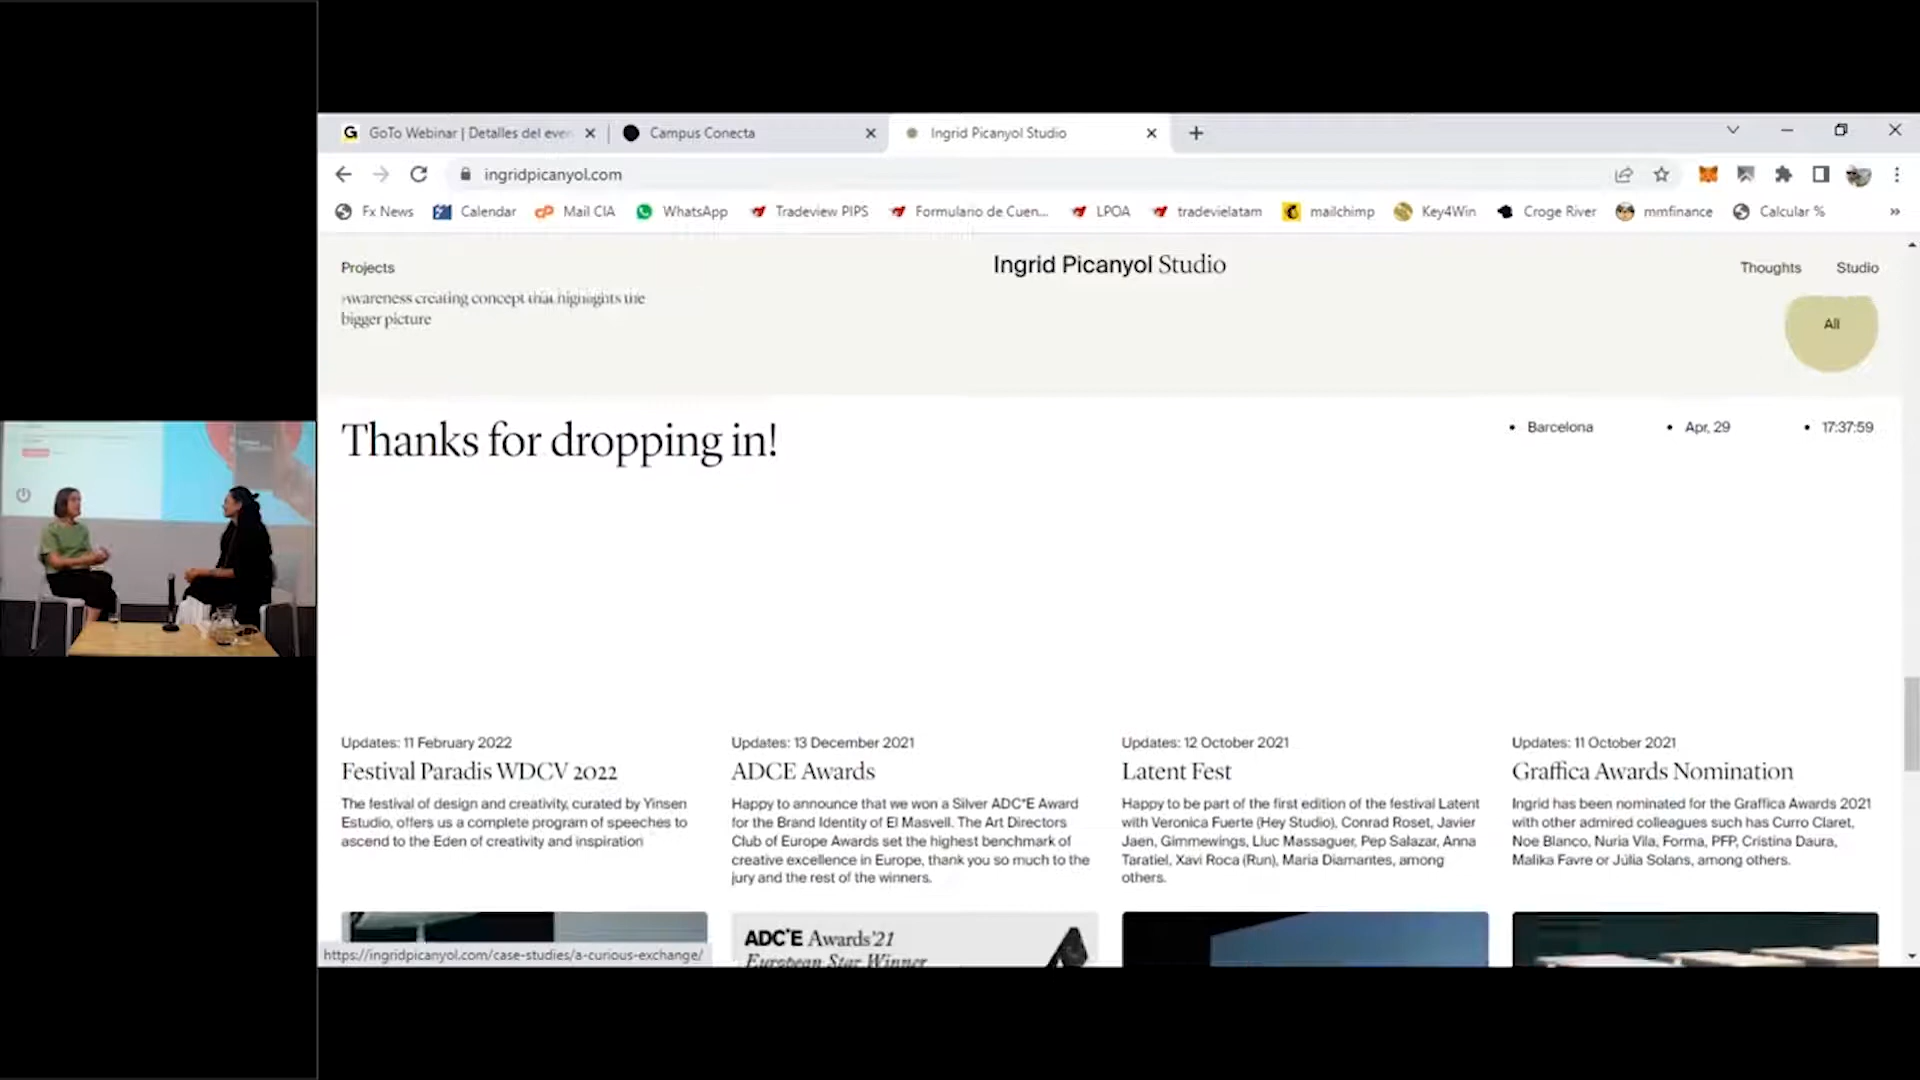 GoTo Webinar | Detalles del even
Campus Conecta
Ingrid Picanyol Studio
ingridpicanyol.com
Fx News
Calendar
Mail CIA
WhatsApp
Tradeview PIPS
Formulario de Cuen...
LPOA
tradevielatam
mailchimp
Key4Win
Croge River
mmfinance
Calcular %
»
Projects
Ingrid Picanyol Studio
Thoughts
Studio
Awareness creating concept that highlights the
bigger picture
All
Thanks for dropping in!
• Barcelona
• Apr, 29
• 17:37:59
Updates: 11 February 2022
Festival Paradis WDCV 2022
The festival of design and creativity, curated by Yinsen
Estudio, offers us a complete program of speeches to
ascend to the Eden of creativity and inspiration
Updates: 13 December 2021
ADCE Awards
Happy to announce that we won a Silver ADC*E Award
for the Brand Identity of El Masvell. The Art Directors
Club of Europe Awards set the highest benchmark of
creative excellence in Europe, thank you so much to the
jury and the rest of the winners.
Updates: 12 October 2021
Latent Fest
Happy to be part of the first edition of the festival Latent
with Veronica Fuerte (Hey Studio), Conrad Roset, Javier
Jaen, Gimmewings, Lluc Massaguer, Pep Salazar, Anna
Taratiel, Xavi Roca (Run), Maria Diamantes, among
others.
Updates: 11 October 2021
Graffica Awards Nomination
Ingrid has been nominated for the Graffica Awards 2021
with other admired colleagues such has Curro Claret,
Noe Blanco, Nuria Vila, Forma, PFP, Cristina Daura,
Malika Favre or Júlia Solans, among others.
ADC*E Awards'21
European Star Winner
https://ingridpicanyol.com/case-studies/a-curious-exchange/